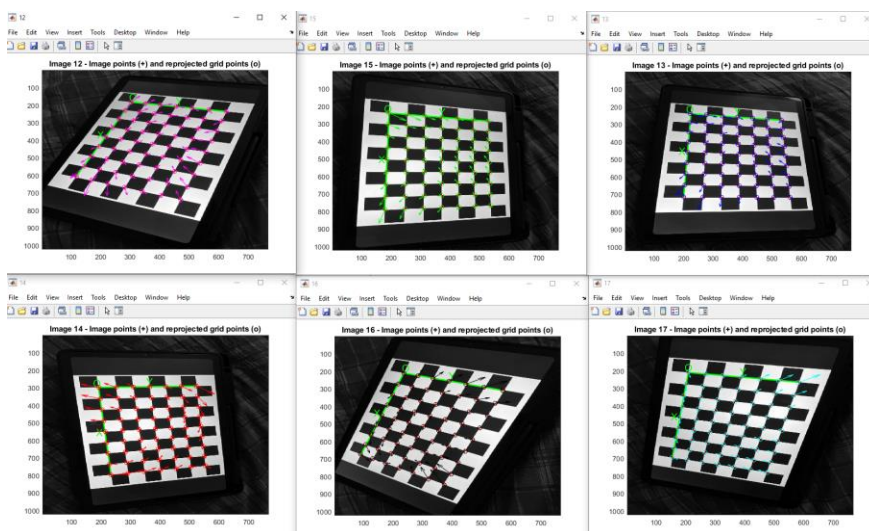 12
File Edit View Insert Tools Desktop Window Help
Image 12 - Image points (+) and reprojected grid points (o)
100
200
300
400
500
600
700
800
900
1000
100 200 300 400 500 600 700
O
Y
X
15
File Edit View Insert Tools Desktop Window Help
Image 15 - Image points (+) and reprojected grid points (o)
100
200
300
400
500
600
700
800
900
1000
100 200 300 400 500 600 700
O
Y
X
13
File Edit View Insert Tools Desktop Window Help
Image 13 - Image points (+) and reprojected grid points (o)
100
200
300
400
500
600
700
800
900
1000
100 200 300 400 500 600 700
O
Y
X
14
File Edit View Insert Tools Desktop Window Help
Image 14 - Image points (+) and reprojected grid points (o)
100
200
300
400
500
600
700
800
900
1000
100 200 300 400 500 600 700
O
Y
X
16
File Edit View Insert Tools Desktop Window Help
Image 16 - Image points (+) and reprojected grid points (o)
100
200
300
400
500
600
700
800
900
1000
100 200 300 400 500 600 700
O
Y
X
17
File Edit View Insert Tools Desktop Window Help
Image 17 - Image points (+) and reprojected grid points (o)
100
200
300
400
500
600
700
800
900
1000
100 200 300 400 500 600 700
O
Y
X